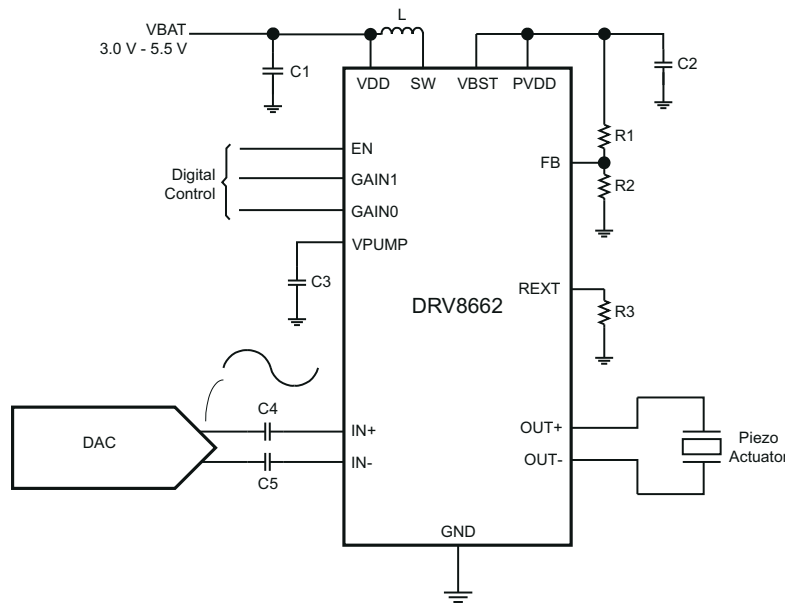 L
VBAT
3.0 V - 5.5 V
C1
C2
VDD
SW
VBST
PVDD
R1
EN
FB
Digital
Control
GAIN1
R2
GAIN0
VPUMP
C3
REXT
DRV8662
R3
C4
DAC
IN+
OUT+
Piezo
Actuator
IN-
OUT-
C5
GND